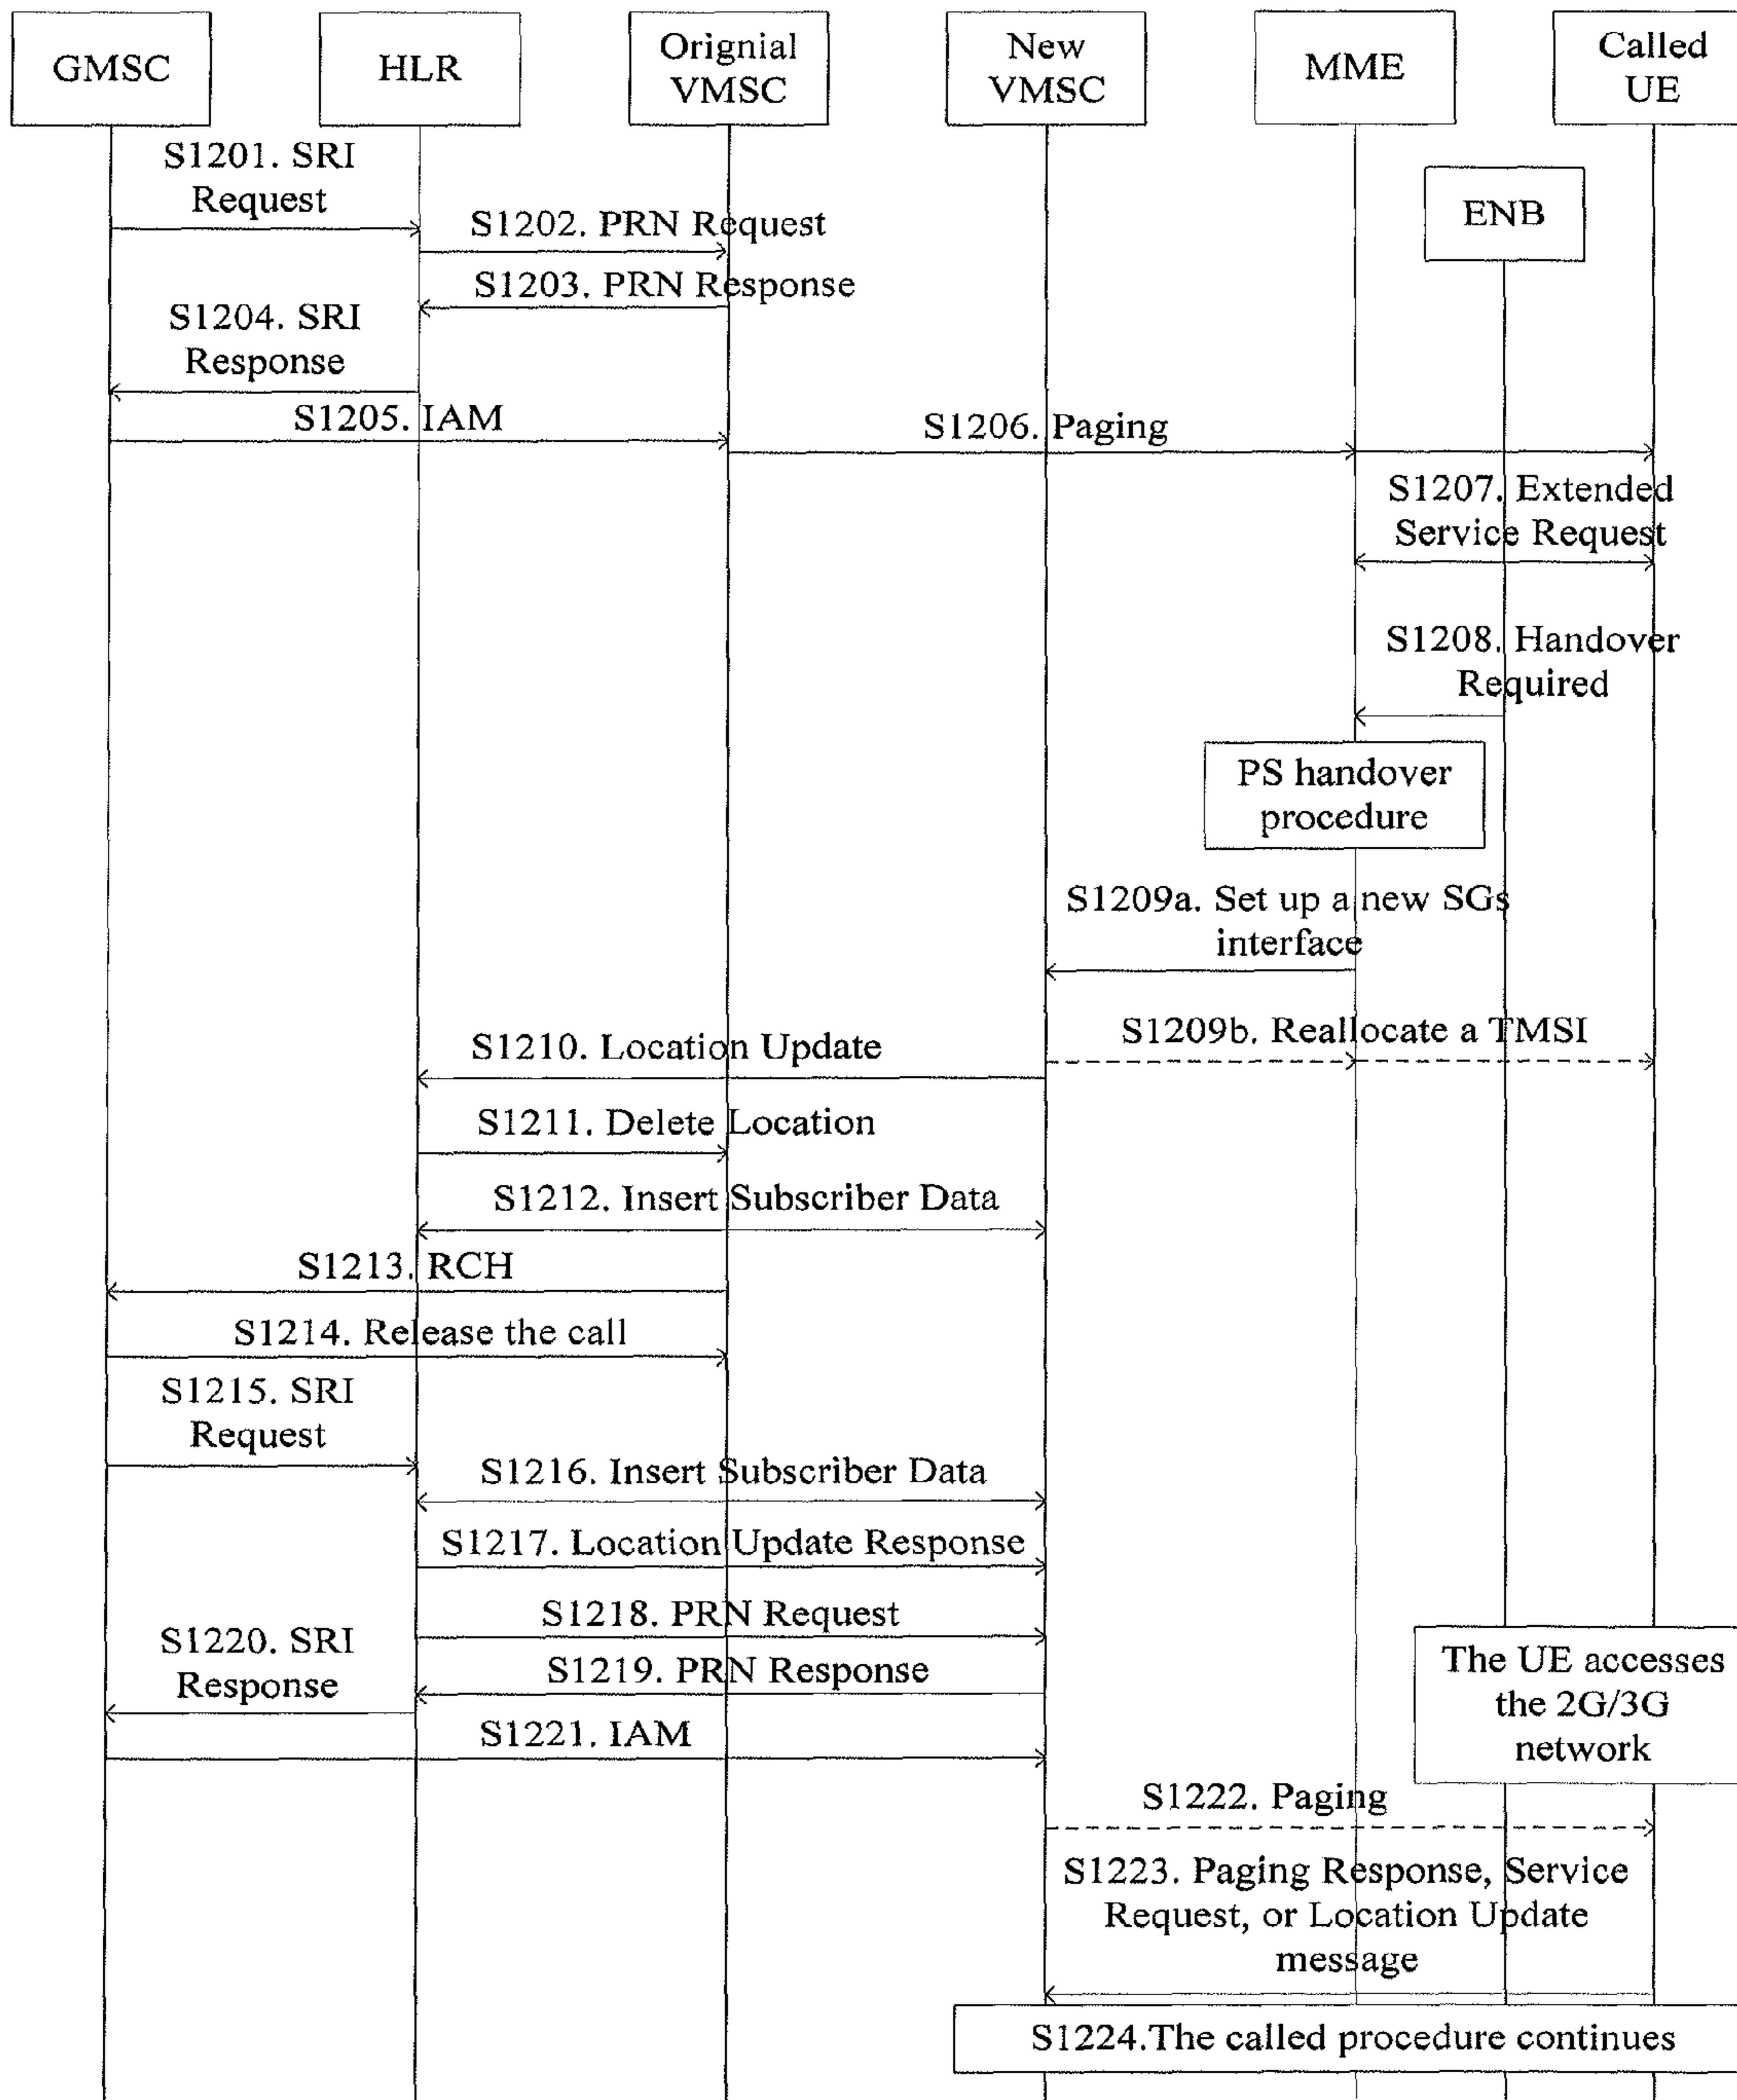 GMSC
HLR
Orignial
VMSC
New
VMSC
MME
Called
UE
ENB
S1201. SRI
Request
S1202. PRN Request
S1203. PRN Response
S1204. SRI
Response
S1205. IAM
S1206. Paging
S1207. Extended
Service Request
S1208. Handover
Required
PS handover
procedure
S1209a. Set up a new SGs
interface
S1209b. Reallocate a TMSI
S1210. Location Update
S1211. Delete Location
S1212. Insert Subscriber Data
S1213. RCH
S1214. Release the call
S1215. SRI
Request
S1216. Insert Subscriber Data
S1217. Location Update Response
S1218. PRN Request
S1219. PRN Response
S1220. SRI
Response
S1221. IAM
The UE accesses
the 2G/3G
network
S1222. Paging
S1223. Paging Response, Service
Request, or Location Update
message
S1224.The called procedure continues